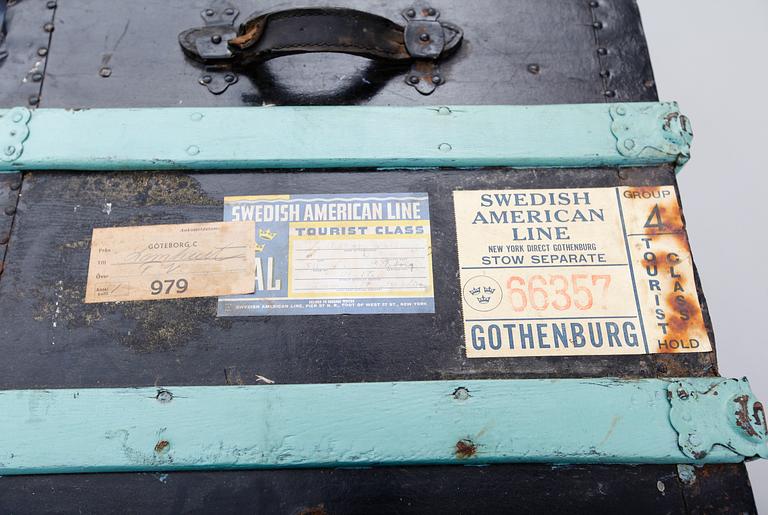 GÖTEBORG C
Från
Till
Över
979
SWEDISH AMERICAN LINE
TOURIST CLASS
AL
SWEDISH AMERICAN LINE, PIER 97 N. R., FOOT OF WEST 57 ST., NEW YORK
SWEDISH
AMERICAN
LINE
NEW YORK DIRECT GOTHENBURG
STOW SEPARATE
66357
GOTHENBURG
GROUP
4
TOURIST
CLASS
HOLD